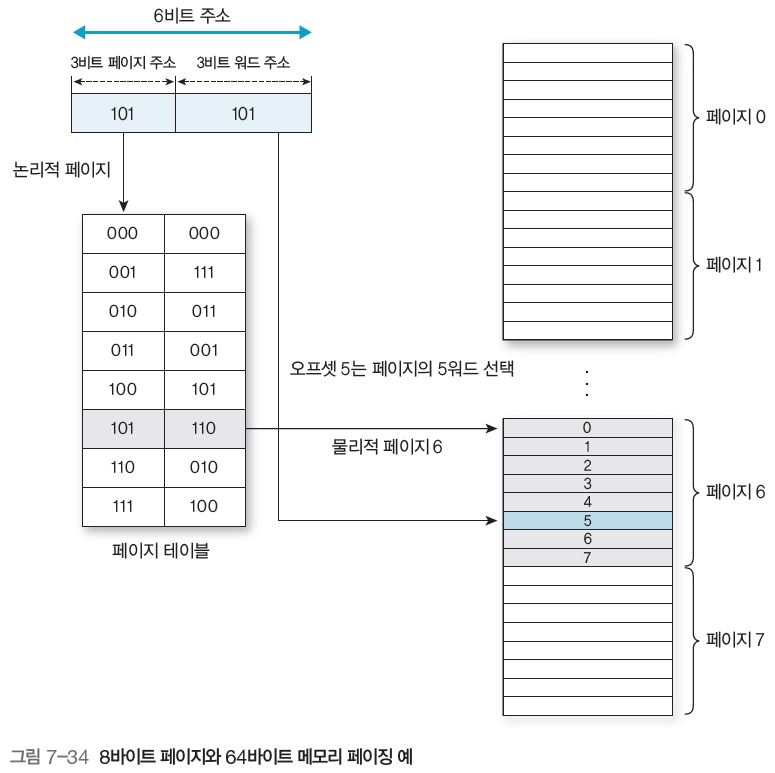 6비트 주소
3비트 페이지 주소 3비트 워드 주소
101 101
논리적 페이지
000 000
001 111
010 011
011 001
100 101
101 110
110 010
111 100
페이지 테이블
오프셋 5는 페이지의 5워드 선택
물리적 페이지 6
페이지 0
페이지 1
0
1
2
3
4
5
6
7
페이지 6
페이지 7
그림 7-34 8바이트 페이지와 64바이트 메모리 페이징 예